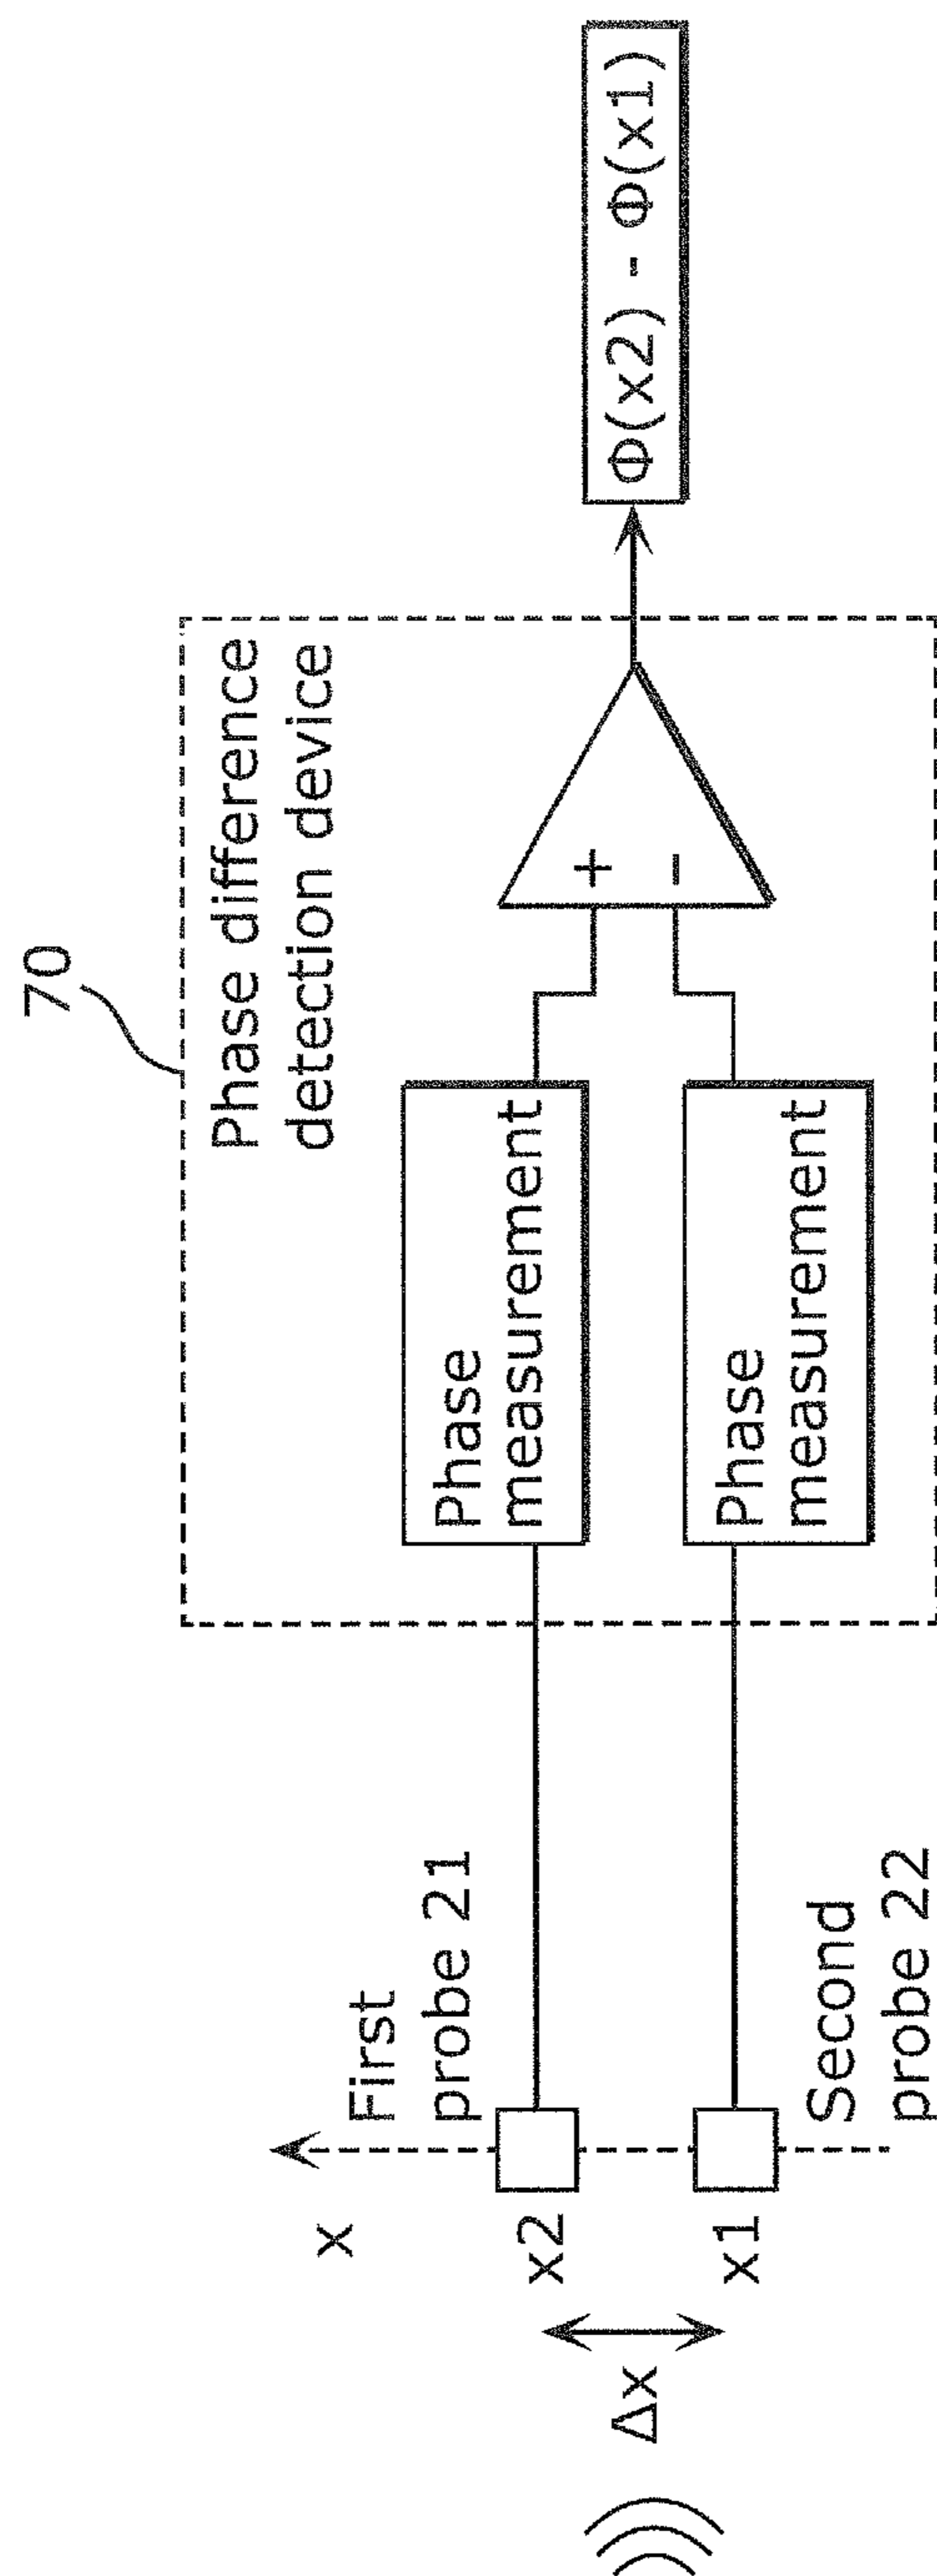 70
Phase difference
detection device
Phase
measurement
Phase
measurement
+
-
Φ(x2) - Φ(x1)
First
probe 21
x
x2
x1
Δx
Second
probe 22